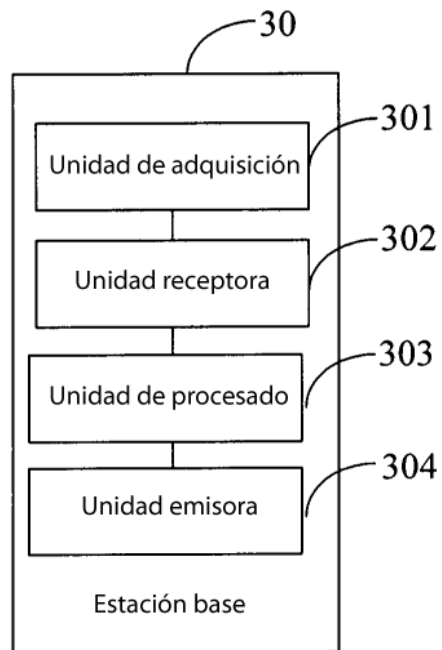 30
Unidad de adquisición
301
Unidad receptora
302
Unidad de procesado
303
Unidad emisora
304
Estación base